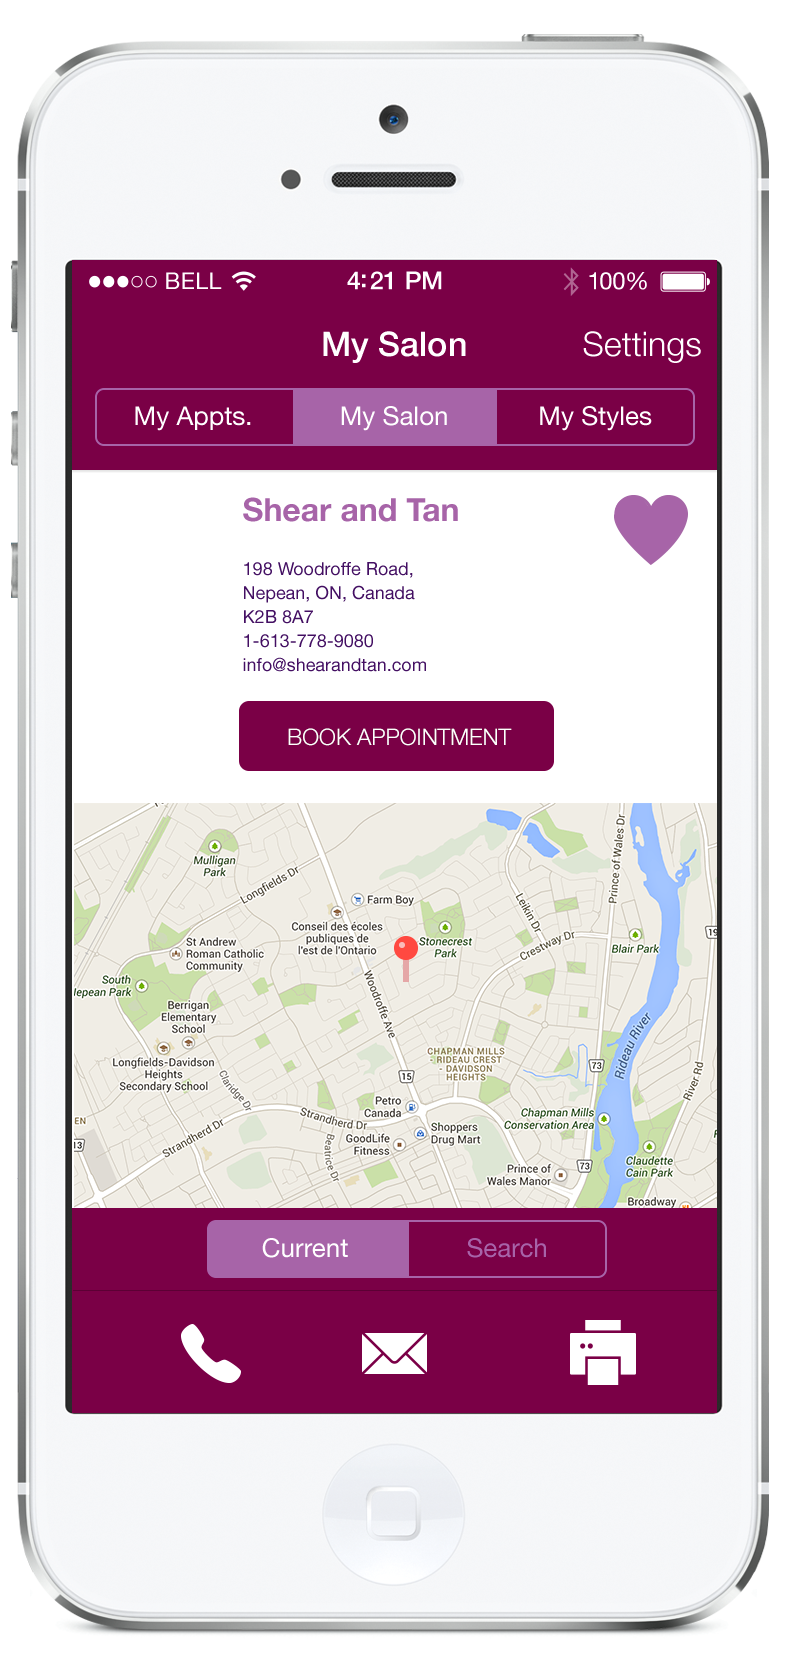 BELL
4:21 PM
100%
My Salon
Settings
My Appts.
My Salon
My Styles
Shear and Tan
198 Woodroffe Road,
Nepean, ON, Canada
K2B 8A7
1-613-778-9080
info@shearandtan.com
BOOK APPOINTMENT
Mulligan
Park
Longfields Dr
Farm Boy
Conseil des écoles
publiques de
l'est de l'Ontario
Stonecrest
Park
Leikin Dr
Crestway Dr
Prince of Wales Dr
19
Blair Park
St Andrew
Roman Catholic
Community
South
lepean Park
Berrigan
Elementary
School
Woodroffe Ave
Longfields-Davidson
Heights
Secondary School
CHAPMAN MILLS
- RIDEAU CREST
- DAVIDSON
HEIGHTS
Rideau River
73
River Rd
15
Claridge Dr
Petro
Canada
Strandherd Dr
Chapman Mills
Conservation Area
EN
13
Strandherd Dr
Beatrice Dr
GoodLife
Fitness
Shoppers
Drug Mart
Prince of
Wales Manor
73
Claudette
Cain Park
Broadway
Current
Search